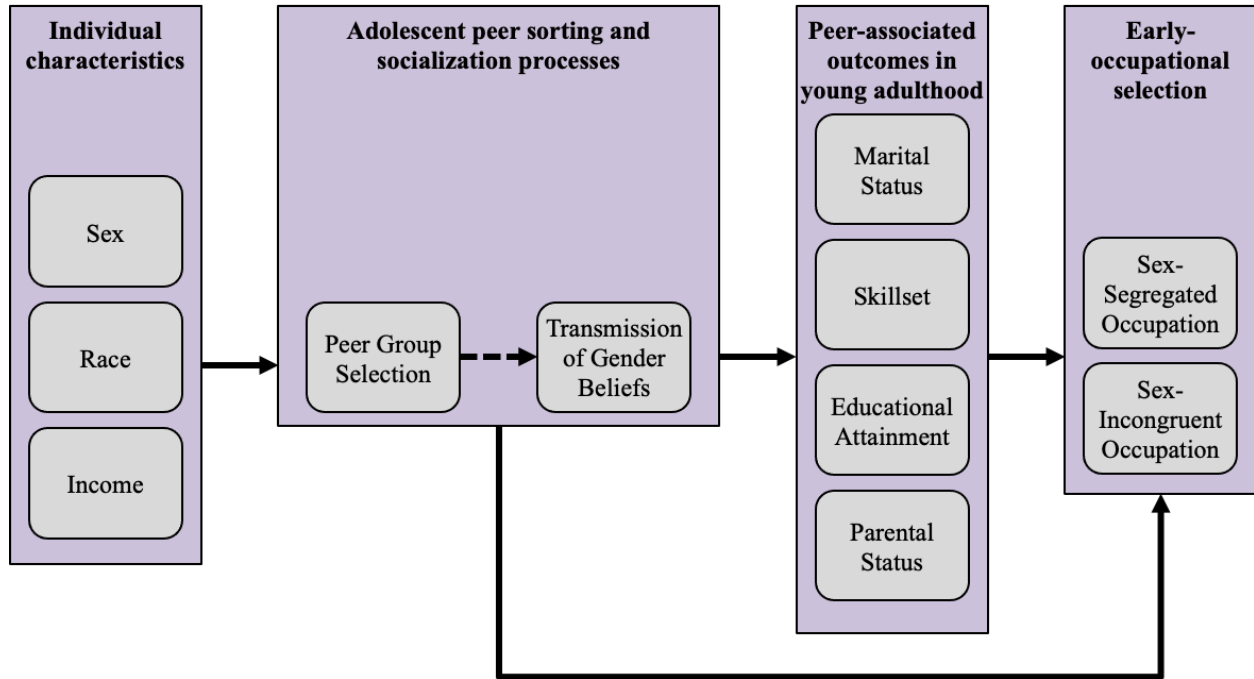 Individual
characteristics
Sex
Race
Income
Adolescent peer sorting and
socialization processes
Peer Group
Selection
Transmission
of Gender
Beliefs
Peer-associated
outcomes in
young adulthood
Marital
Status
Skillset
Educational
Attainment
Parental
Status
Early-
occupational
selection
Sex-
Segregated
Occupation
Sex-
Incongruent
Occupation